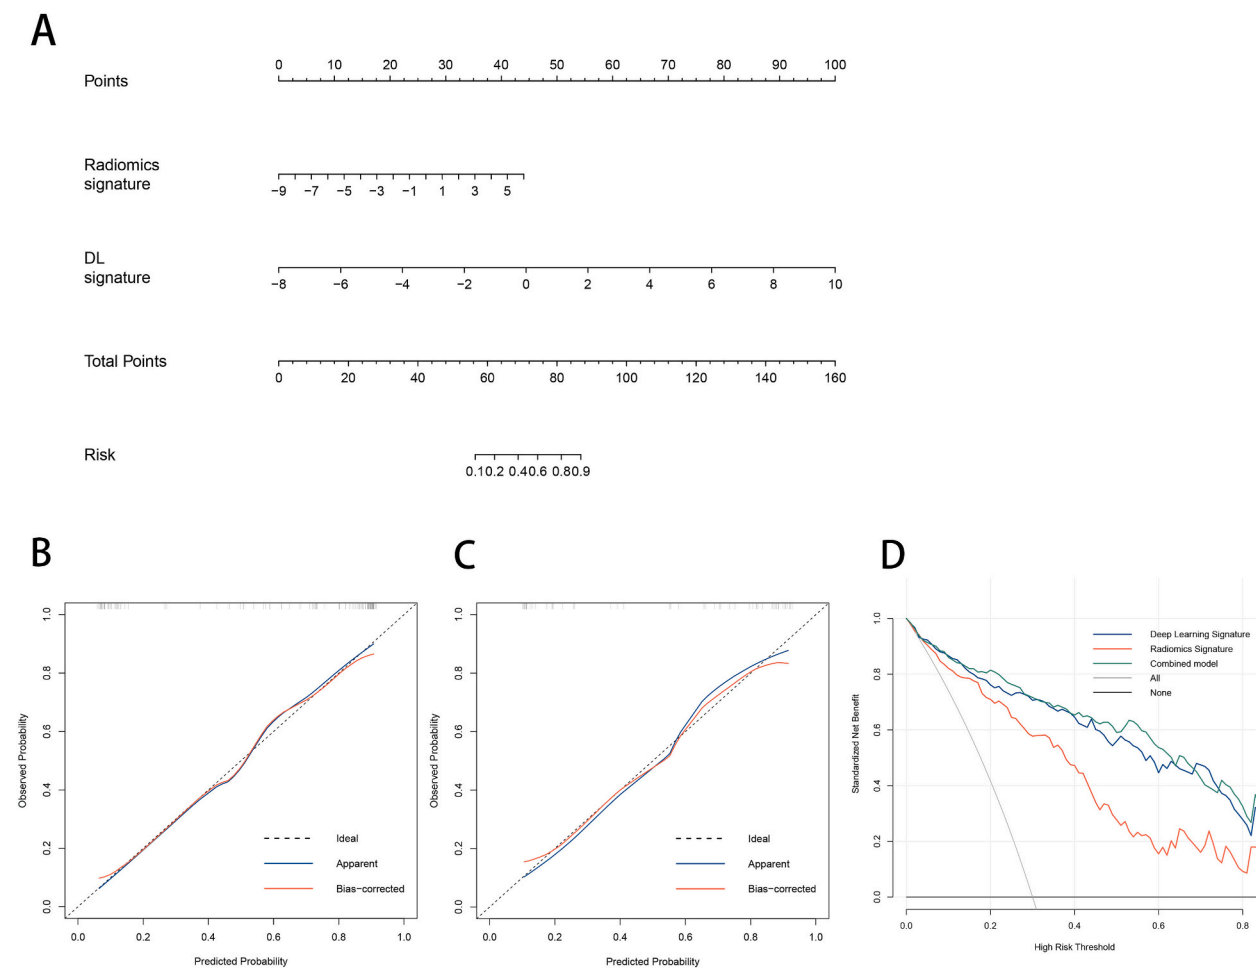 A
0 10 20 30 40 50 60 70 80 90 100
Points
Radiomics
signature
−9 −7 −5 −3 −1 1 3 5
DL
signature
−8 −6 −4 −2 0 2 4 6 8 10
Total Points
0 20 40 60 80 100 120 140 160
Risk
0.1 0.2 0.4 0.6 0.8 0.9
B
Observed Probability
1.0
0.8
0.6
0.4
0.2
0.0
Ideal
Apparent
Bias−corrected
0.0 0.2 0.4 0.6 0.8 1.0
Predicted Probability
C
Observed Probability
1.0
0.8
0.6
0.4
0.2
0.0
Ideal
Apparent
Bias−corrected
0.0 0.2 0.4 0.6 0.8 1.0
Predicted Probability
D
Standardized Net Benefit
1.0
0.8
0.6
0.4
0.2
0.0
Deep Learning Signature
Radiomics Signature
Combined model
All
None
0.0 0.2 0.4 0.6 0.8
High Risk Threshold